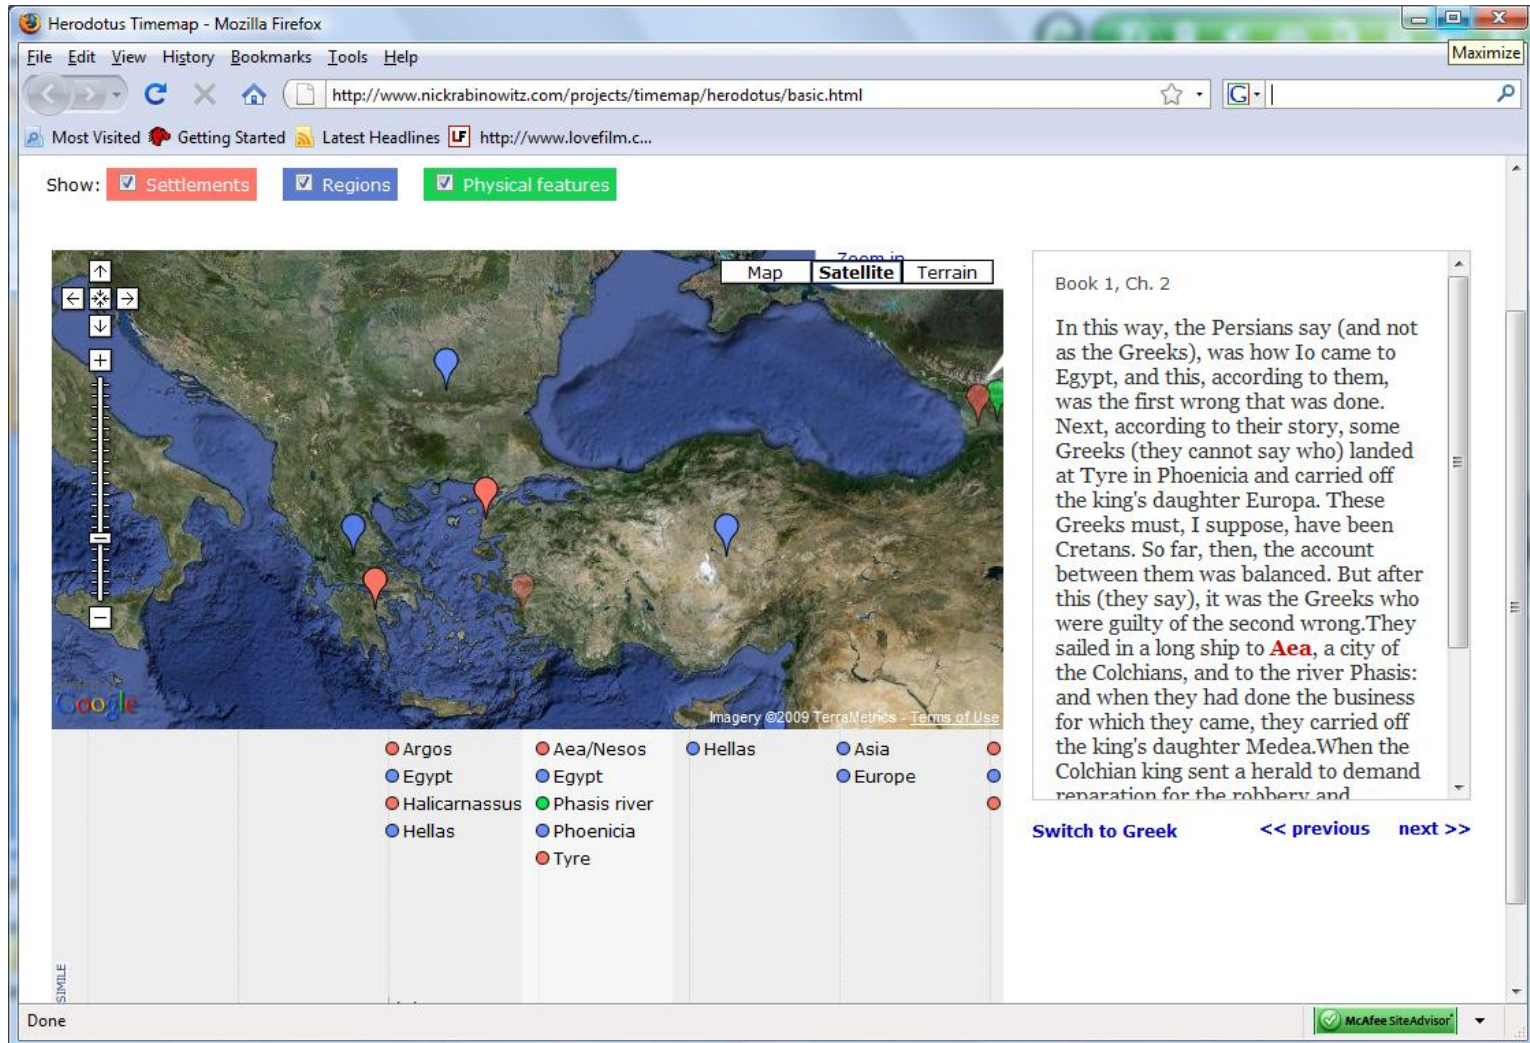 Herodotus Timemap - Mozilla Firefox
File Edit View History Bookmarks Tools Help
Maximize
http://www.nickrabinowitz.com/projects/timemap/herodotus/basic.html
G
Most Visited Getting Started Latest Headlines LF http://www.lovefilm.c...
Show: Settlements Regions Physical features
Zoom in
Map Satellite Terrain
Google
Imagery ©2009 TerraMetrics - Terms of Use
Argos
Egypt
Halicarnassus
Hellas
Aea/Nesos
Egypt
Phasis river
Phoenicia
Tyre
Hellas
Asia
Europe
SIMILE
Book 1, Ch. 2
In this way, the Persians say (and not
as the Greeks), was how Io came to
Egypt, and this, according to them,
was the first wrong that was done.
Next, according to their story, some
Greeks (they cannot say who) landed
at Tyre in Phoenicia and carried off
the king's daughter Europa. These
Greeks must, I suppose, have been
Cretans. So far, then, the account
between them was balanced. But after
this (they say), it was the Greeks who
were guilty of the second wrong.They
sailed in a long ship to Aea, a city of
the Colchians, and to the river Phasis:
and when they had done the business
for which they came, they carried off
the king's daughter Medea.When the
Colchian king sent a herald to demand
reparation for the robbery and
Switch to Greek << previous next >>
Done
McAfee SiteAdvisor